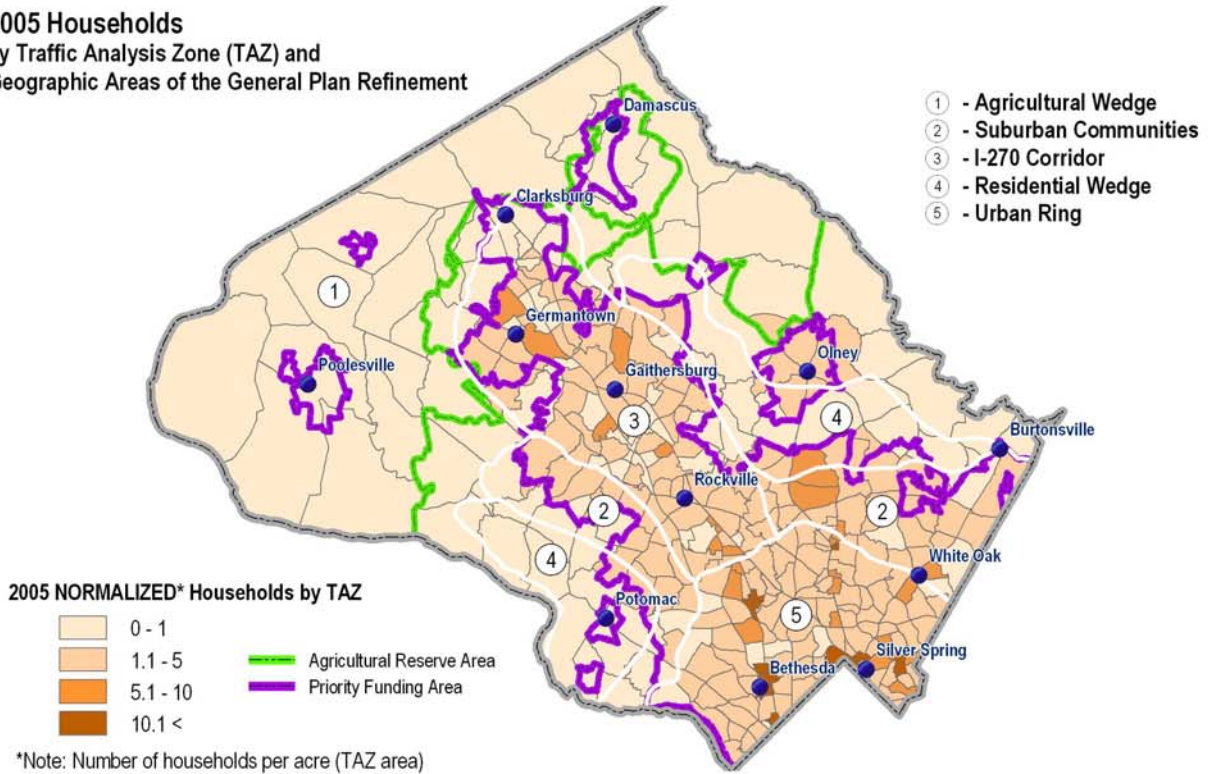 005 Households
y Traffic Analysis Zone (TAZ) and
Geographic Areas of the General Plan Refinement
1 - Agricultural Wedge
2 - Suburban Communities
3 - I-270 Corridor
4 - Residential Wedge
5 - Urban Ring
Damascus
Clarksburg
1
Germantown
Poolesville
Olney
Gaithersburg
3
4
Burtonsville
Rockville
2
2
4
White Oak
Potomac
5
Silver Spring
Bethesda
2005 NORMALIZED* Households by TAZ
0 - 1
1.1 - 5
5.1 - 10
10.1 <
Agricultural Reserve Area
Priority Funding Area
*Note: Number of households per acre (TAZ area)